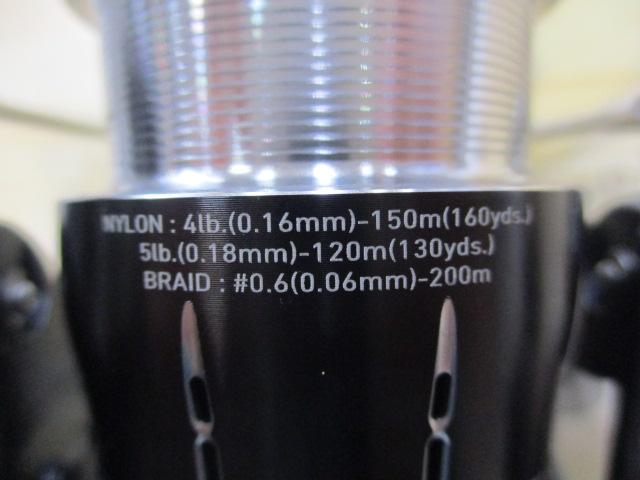 NYLON : 4lb.(0.16mm)-150m(160yds.)
5lb.(0.18mm)-120m(130yds.)
BRAID : #0.6(0.06mm)-200m